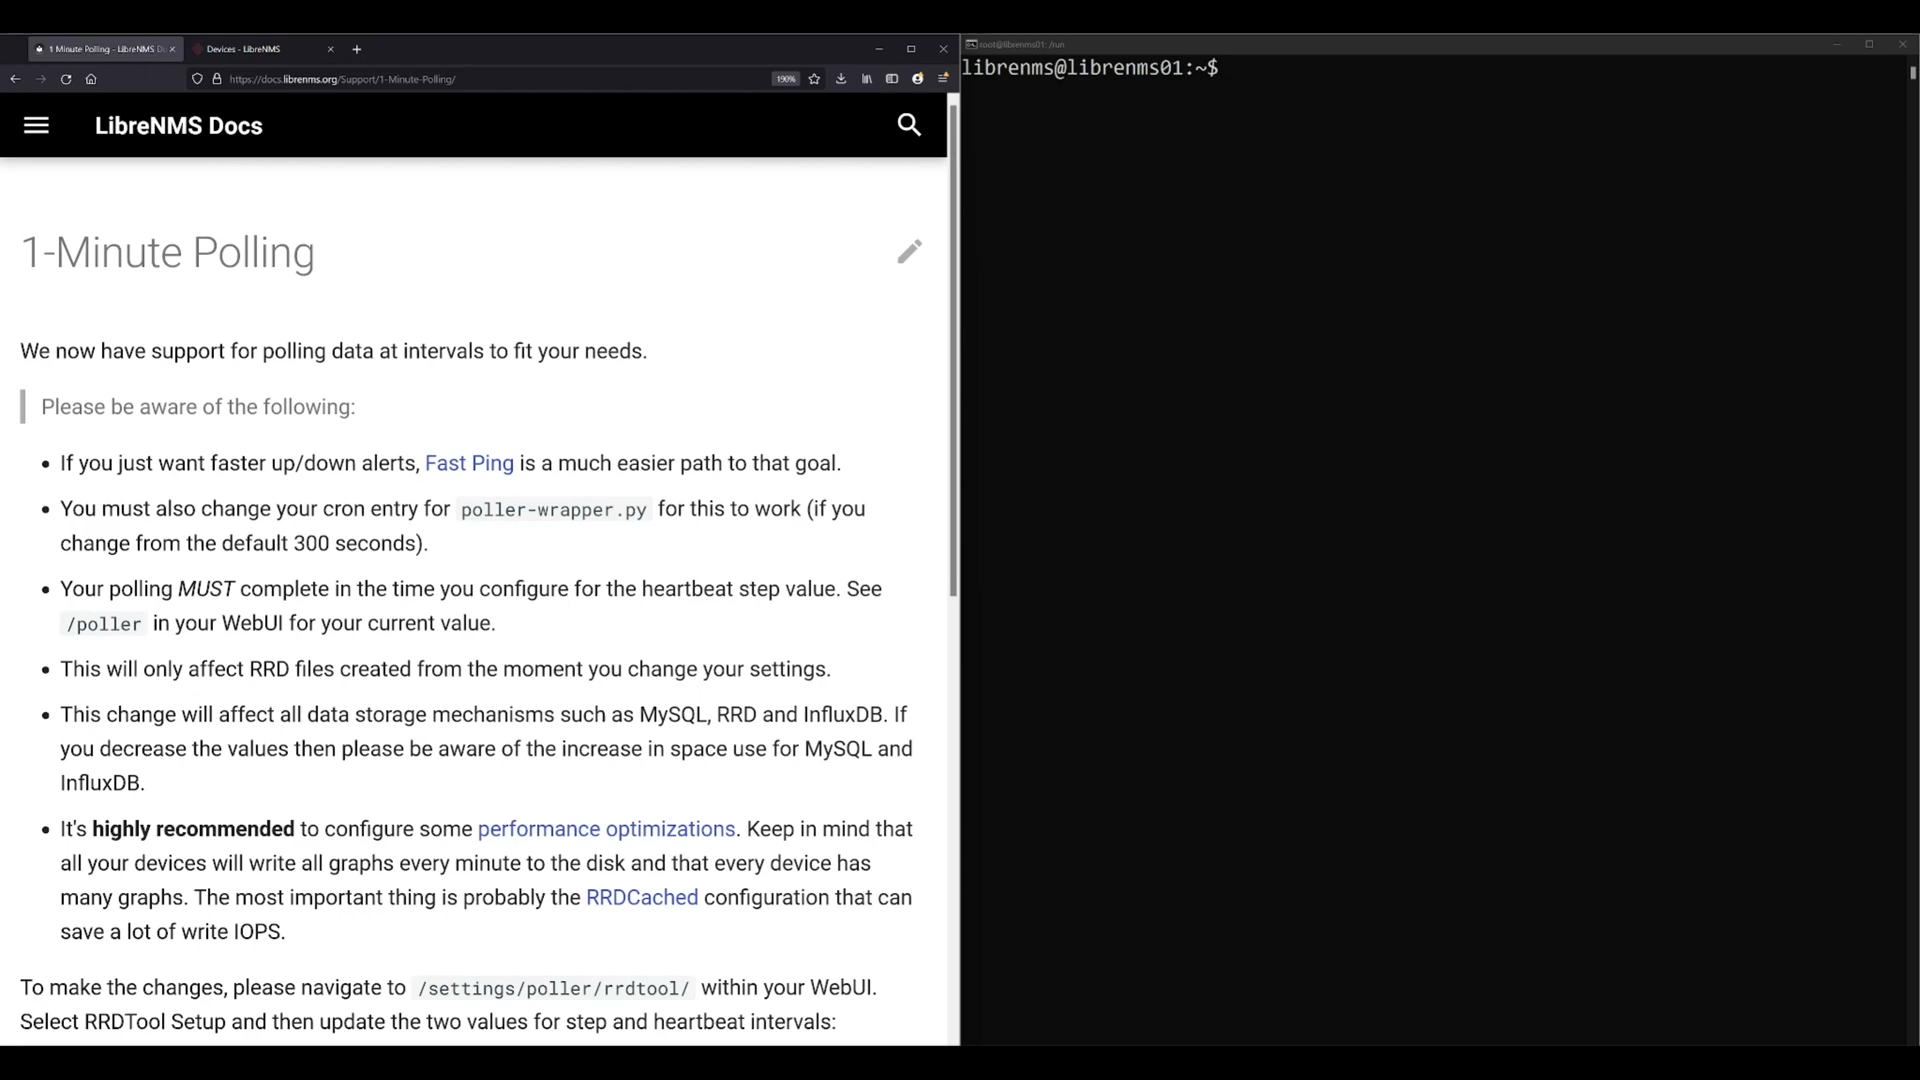 1 Minute Polling - LibreNMS Do
Devices - LibreNMS
https://docs.librenms.org/Support/1-Minute-Polling/
190%
LibreNMS Docs
1-Minute Polling
We now have support for polling data at intervals to fit your needs.
Please be aware of the following:
• If you just want faster up/down alerts, Fast Ping is a much easier path to that goal.
• You must also change your cron entry for poller-wrapper.py for this to work (if you
change from the default 300 seconds).
• Your polling MUST complete in the time you configure for the heartbeat step value. See
/poller in your WebUI for your current value.
• This will only affect RRD files created from the moment you change your settings.
• This change will affect all data storage mechanisms such as MySQL, RRD and InfluxDB. If
you decrease the values then please be aware of the increase in space use for MySQL and
InfluxDB.
• It's highly recommended to configure some performance optimizations. Keep in mind that
all your devices will write all graphs every minute to the disk and that every device has
many graphs. The most important thing is probably the RRDCached configuration that can
save a lot of write IOPS.
To make the changes, please navigate to /settings/poller/rrdtool/ within your WebUI.
Select RRDTool Setup and then update the two values for step and heartbeat intervals:
root@librenms01: /run
librenms@librenms01:~$